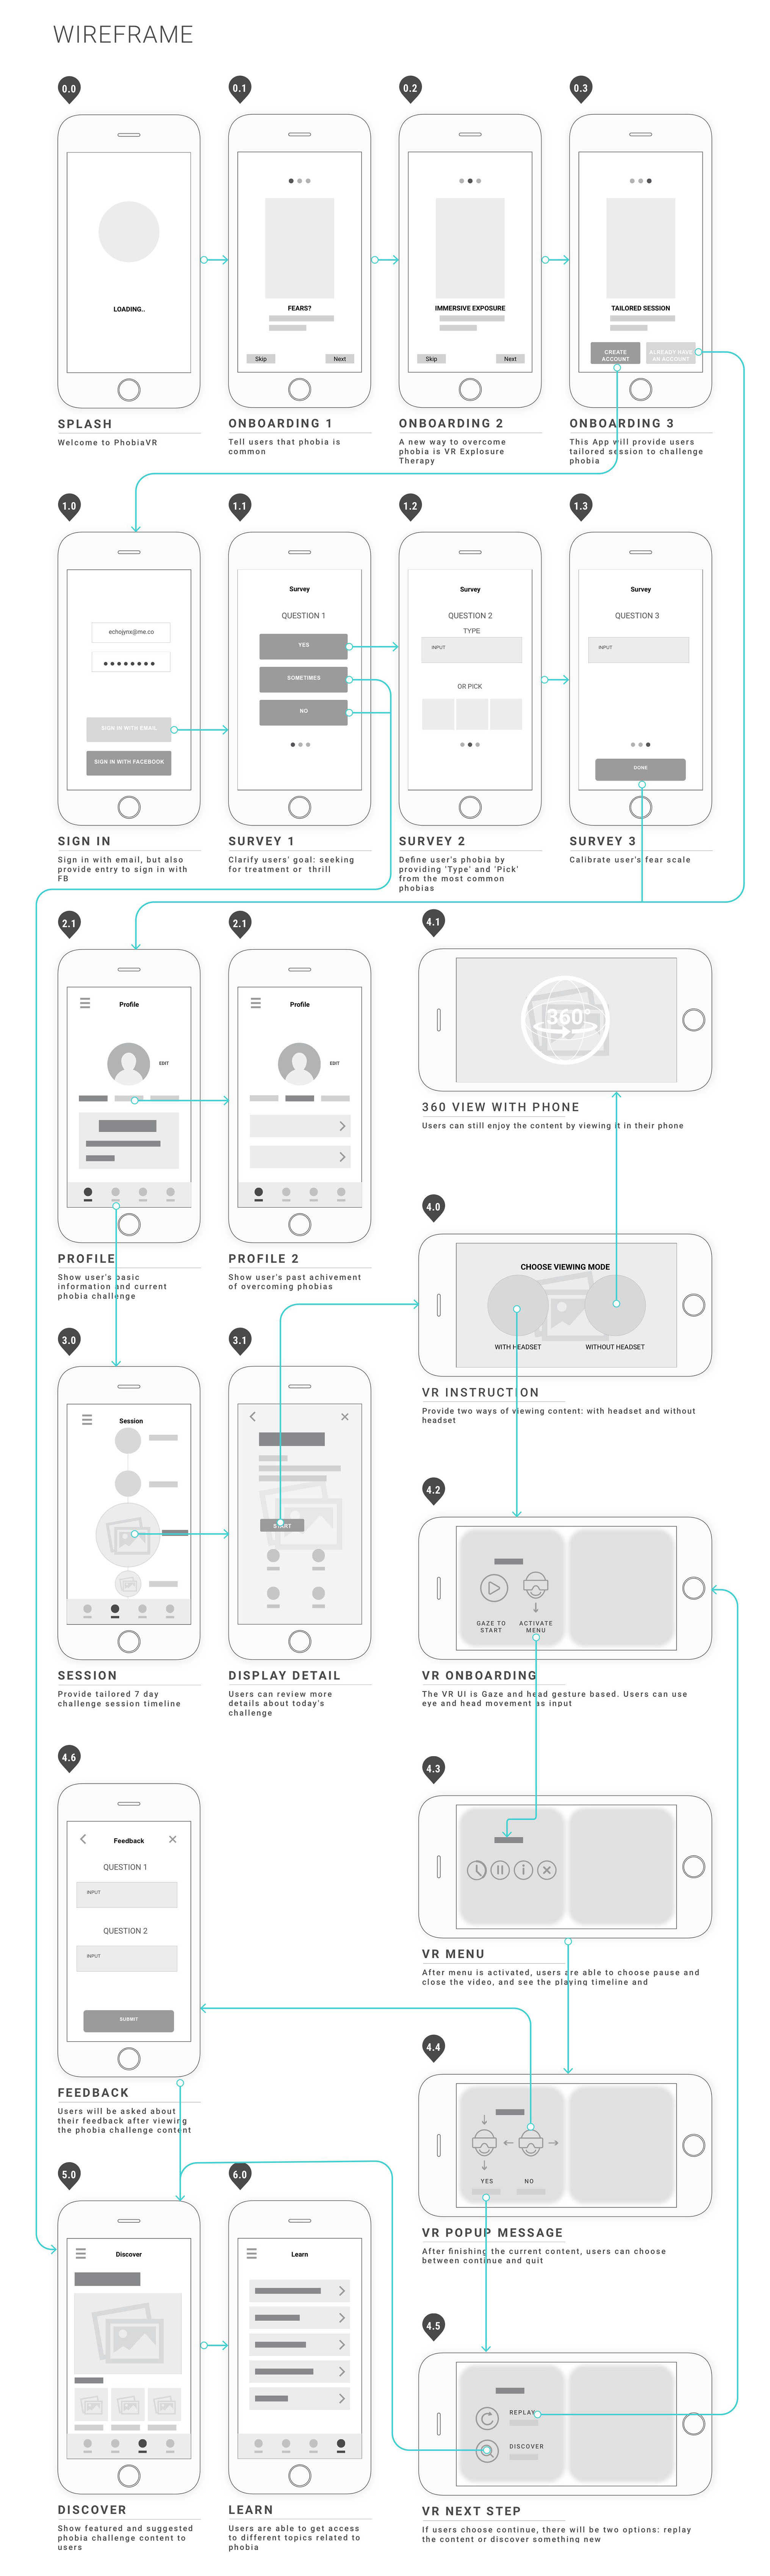 WIREFRAME
0.0
0.1
0.2
0.3
LOADING..
FEARS?
Skip
Next
IMMERSIVE EXPOSURE
Skip
Next
TAILORED SESSION
CREATE
ACCOUNT
ALREADY HAVE
AN ACCOUNT
SPLASH
Welcome to PhobiaVR
ONBOARDING 1
Tell users that phobia is
common
ONBOARDING 2
A new way to overcome
phobia is VR Explosure
Therapy
ONBOARDING 3
This App will provide users
tailored session to challenge
phobia
1.0
1.1
1.2
1.3
echojynx@me.co
SIGN IN WITH EMAIL
SIGN IN WITH FACEBOOK
Survey
QUESTION 1
YES
SOMETIMES
NO
Survey
QUESTION 2
TYPE
INPUT
OR PICK
Survey
QUESTION 3
INPUT
DONE
SIGN IN
Sign in with email, but also
provide entry to sign in with
FB
SURVEY 1
Clarify users' goal: seeking
for treatment or thrill
SURVEY 2
Define user's phobia by
providing 'Type' and 'Pick'
from the most common
phobias
SURVEY 3
Calibrate user's fear scale
2.1
2.1
4.1
Profile
EDIT
Profile
EDIT
360°
360 VIEW WITH PHONE
Users can still enjoy the content by viewing it in their phone
PROFILE
Show user's basic
information and current
phobia challenge
PROFILE 2
Show user's past achivement
of overcoming phobias
4.0
CHOOSE VIEWING MODE
WITH HEADSET
WITHOUT HEADSET
VR INSTRUCTION
Provide two ways of viewing content: with headset and without
headset
3.0
3.1
Session
START
SESSION
Provide tailored 7 day
challenge session timeline
DISPLAY DETAIL
Users can review more
details about today's
challenge
4.2
GAZE TO
START
ACTIVATE
MENU
VR ONBOARDING
The VR UI is Gaze and head gesture based. Users can use
eye and head movement as input
4.6
Feedback
QUESTION 1
INPUT
QUESTION 2
INPUT
SUBMIT
FEEDBACK
Users will be asked about
their feedback after viewing
the phobia challenge content
4.3
VR MENU
After menu is activated, users are able to choose pause and
close the video, and see the playing timeline and
4.4
YES
NO
VR POPUP MESSAGE
After finishing the current content, users can choose
between continue and quit
5.0
6.0
Discover
Learn
DISCOVER
Show featured and suggested
phobia challenge content to
users
LEARN
Users are able to get access
to different topics related to
phobia
4.5
REPLAY
DISCOVER
VR NEXT STEP
If users choose continue, there will be two options: replay
the content or discover something new